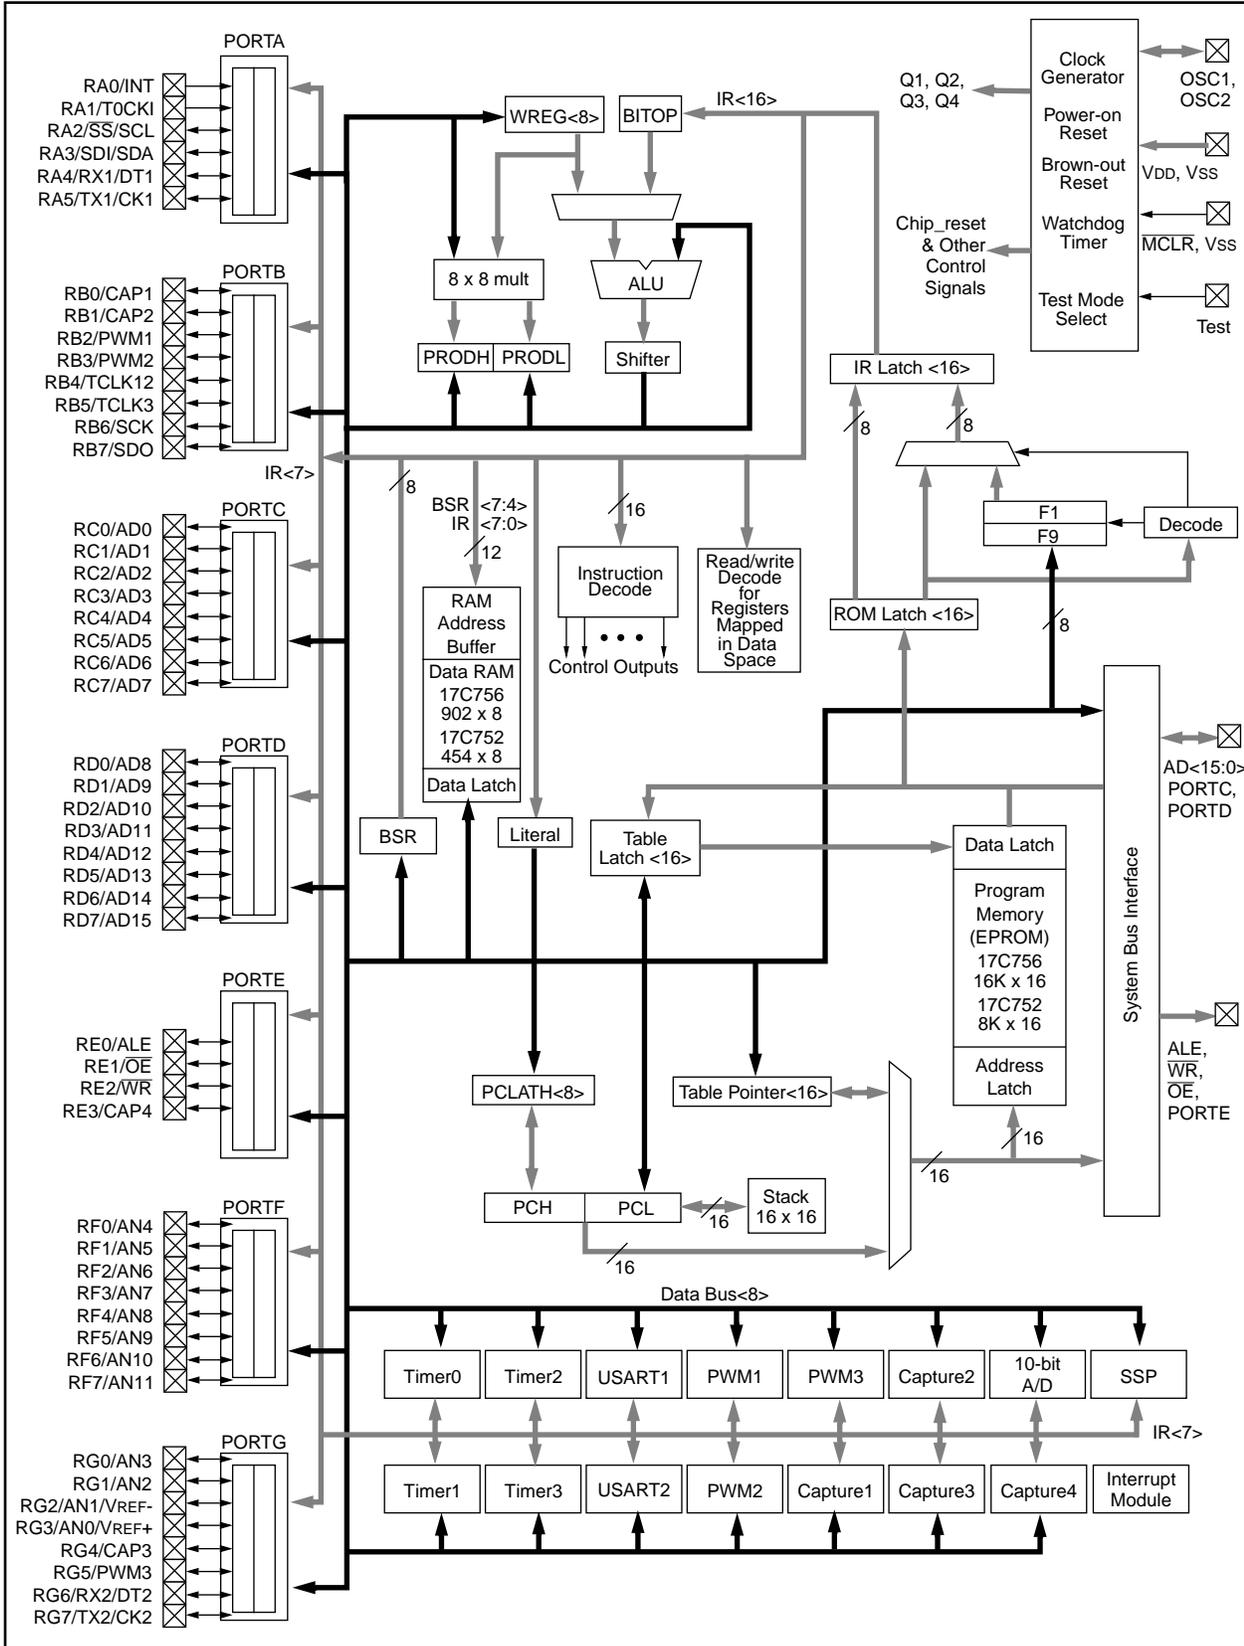 PORTA
RA0/INT
RA1/T0CKI
RA2/SS/SCL
RA3/SDI/SDA
RA4/RX1/DT1
RA5/TX1/CK1
PORTB
RB0/CAP1
RB1/CAP2
RB2/PWM1
RB3/PWM2
RB4/TCLK12
RB5/TCLK3
RB6/SCK
RB7/SDO
IR<7>
PORTC
RC0/AD0
RC1/AD1
RC2/AD2
RC3/AD3
RC4/AD4
RC5/AD5
RC6/AD6
RC7/AD7
PORTD
RD0/AD8
RD1/AD9
RD2/AD10
RD3/AD11
RD4/AD12
RD5/AD13
RD6/AD14
RD7/AD15
PORTE
RE0/ALE
RE1/OE
RE2/WR
RE3/CAP4
PORTF
RF0/AN4
RF1/AN5
RF2/AN6
RF3/AN7
RF4/AN8
RF5/AN9
RF6/AN10
RF7/AN11
PORTG
RG0/AN3
RG1/AN2
RG2/AN1/VREF-
RG3/AN0/VREF+
RG4/CAP3
RG5/PWM3
RG6/RX2/DT2
RG7/TX2/CK2
WREG<8>
BITOP
IR<16>
8 x 8 mult
ALU
PRODH
PRODL
Shifter
Q1, Q2,
Q3, Q4
Chip_reset
& Other
Control
Signals
Clock
Generator
Power-on
Reset
Brown-out
Reset
Watchdog
Timer
Test Mode
Select
OSC1,
OSC2
VDD, VSS
MCLR, VSS
Test
IR Latch <16>
8
8
F1
F9
Decode
ROM Latch <16>
8
8
BSR <7:4>
IR <7:0>
12
16
RAM
Address
Buffer
Data RAM
17C756
902 x 8
17C752
454 x 8
Data Latch
Instruction
Decode
• • •
Control Outputs
Read/write
Decode
for
Registers
Mapped
in Data
Space
BSR
Literal
Table
Latch <16>
Data Latch
Program
Memory
(EPROM)
17C756
16K x 16
17C752
8K x 16
Address
Latch
System Bus Interface
AD<15:0>
PORTC,
PORTD
ALE,
WR,
OE,
PORTE
PCLATH<8>
Table Pointer<16>
16
16
PCH
PCL
16
Stack
16 x 16
16
Data Bus<8>
Timer0
Timer2
USART1
PWM1
PWM3
Capture2
10-bit
A/D
SSP
IR<7>
Timer1
Timer3
USART2
PWM2
Capture1
Capture3
Capture4
Interrupt
Module